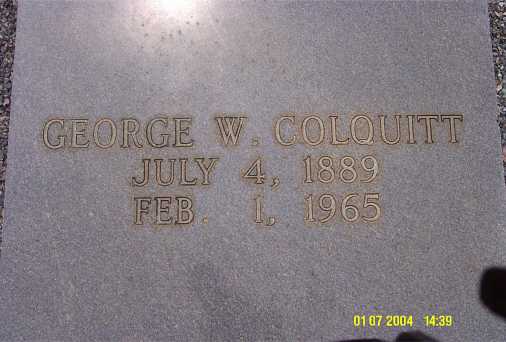 GEORGE W. COLQUITT
JULY 4, 1889
FEB. 1, 1965
01 07 2004 14:39